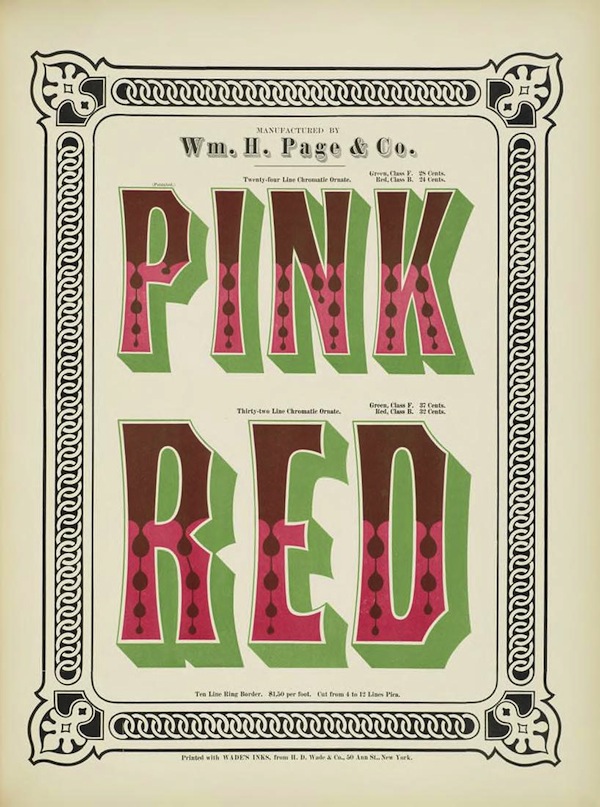 MANUFACTURED BY
Wm. H. Page & Co.
(Patented.)
Twenty-four Line Chromatic Ornate.
Green, Class F. 28 Cents.
Red, Class B. 24 Cents.
PINK
Thirty-two Line Chromatic Ornate.
Green, Class F. 37 Cents.
Red, Class B. 32 Cents.
RED
Ten Line Ring Border. $1,50 per foot. Cut from 4 to 12 Lines Pica.
Printed with WADE'S INKS, from H. D. Wade & Co., 50 Ann St., New York.